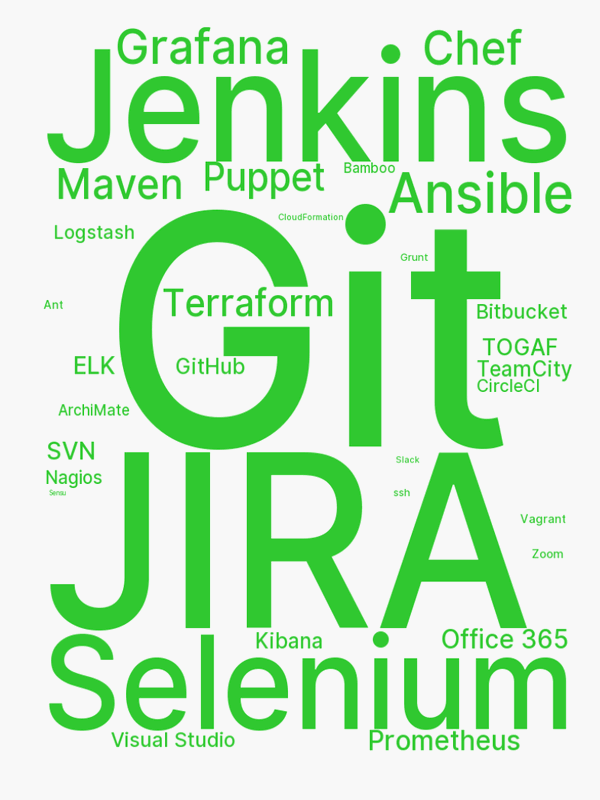 Grafana
Chef
Jenkins
Maven
Puppet
Bamboo
Ansible
CloudFormation
Logstash
Git
Grunt
Terraform
Ant
Bitbucket
TOGAF
ELK
GitHub
TeamCity
CircleCI
ArchiMate
SVN
Slack
Nagios
Sensu
ssh
JIRA
Vagrant
Zoom
Kibana
Office 365
Selenium
Visual Studio
Prometheus